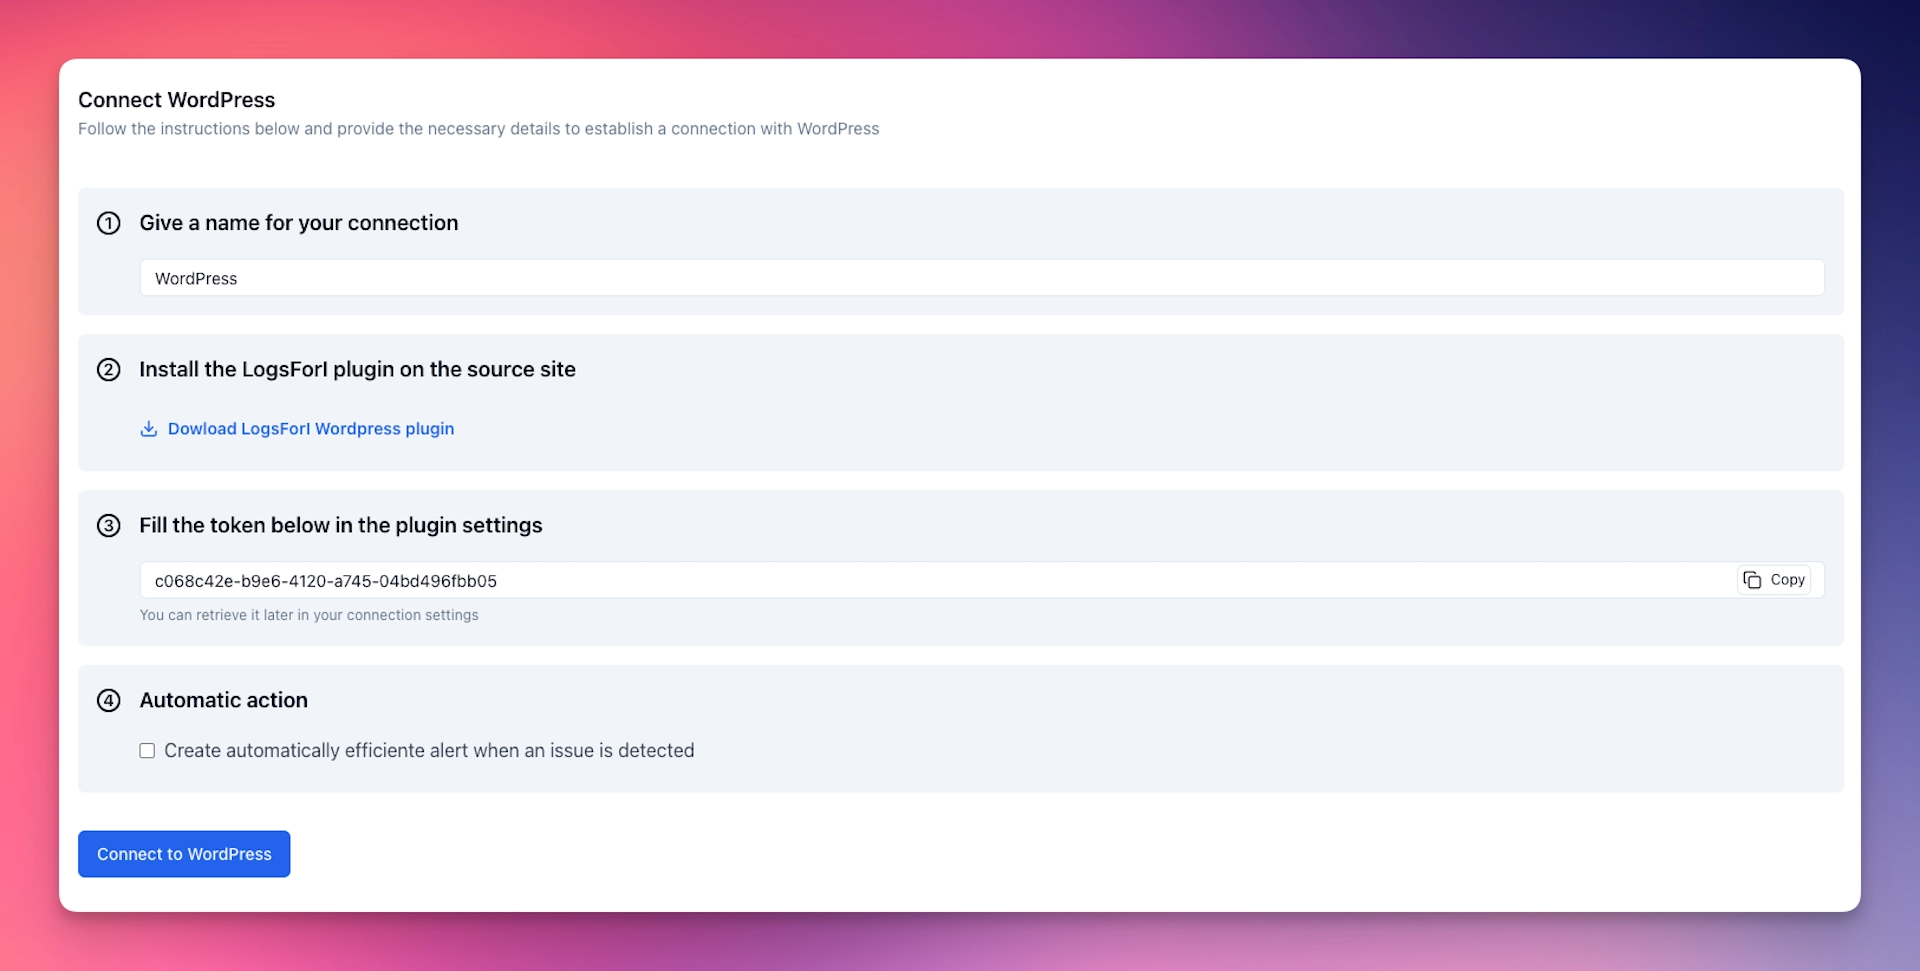 Connect WordPress
Follow the instructions below and provide the necessary details to establish a connection with WordPress
1 Give a name for your connection
WordPress
2 Install the LogsForI plugin on the source site
Dowload LogsForI Wordpress plugin
3 Fill the token below in the plugin settings
c068c42e-b9e6-4120-a745-04bd496fbb05 Copy
You can retrieve it later in your connection settings
4 Automatic action
Create automatically efficiente alert when an issue is detected
Connect to WordPress